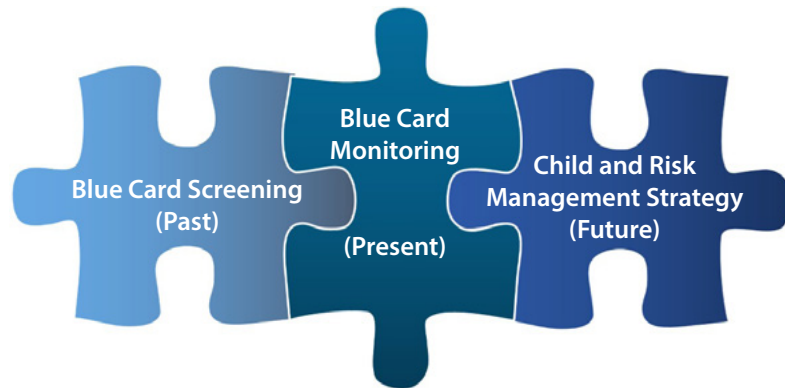 Blue Card Screening
(Past)
Blue Card
Monitoring
(Present)
Child and Risk
Management Strategy
(Future)